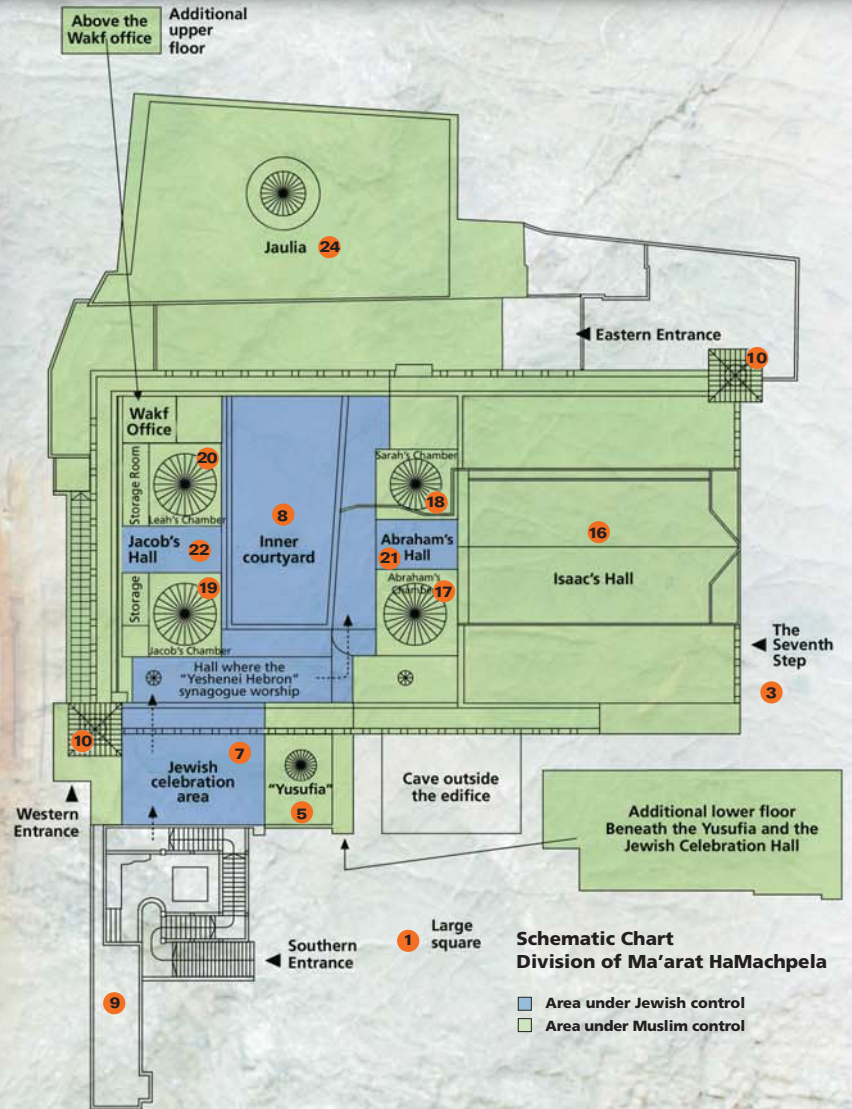 Above the
Wakf office
Additional
upper
floor
Jaulia 24
Eastern Entrance
10
Wakf
Office
20
Storage Room
Leah's Chamber
Sarah's Chamber
18
8
Inner
courtyard
Jacob's
Hall
22
Abraham's
Hall
21
16
Isaac's Hall
19
Storage
Jacob's Chamber
Abraham's
Chamber
17
Hall where the
"Yeshenei Hebron"
synagogue worship
The
Seventh
Step
3
10
7
Jewish
celebration
area
"Yusufia"
5
Cave outside
the edifice
Western
Entrance
Additional lower floor
Beneath the Yusufia and the
Jewish Celebration Hall
Southern
Entrance
1
Large
square
9
Schematic Chart
Division of Ma'arat HaMachpela
Area under Jewish control
Area under Muslim control